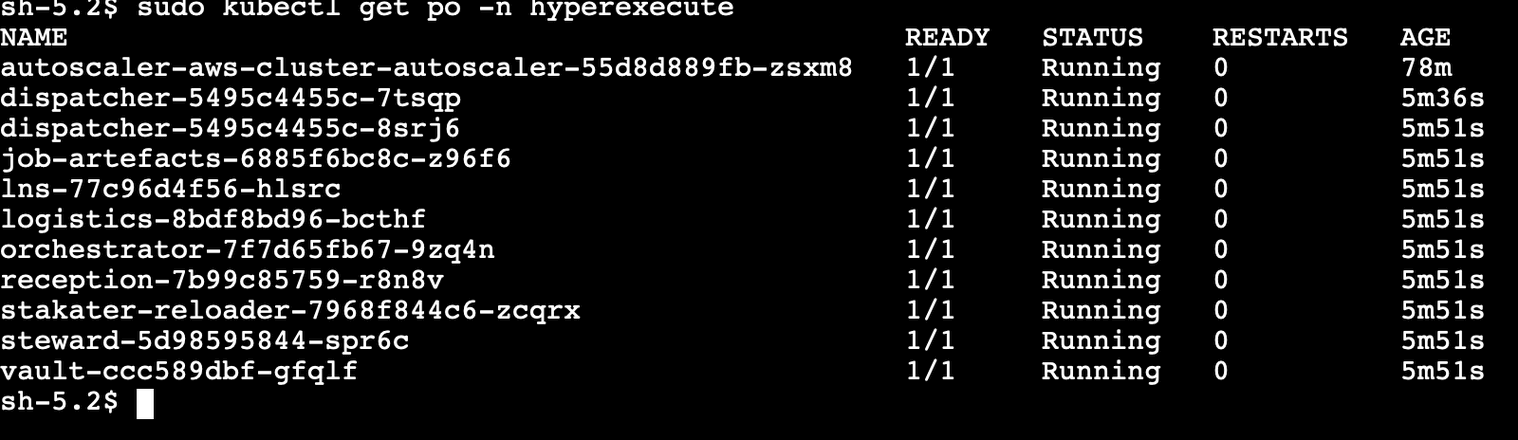 sh-5.2$ sudo kubectl get po -n hyperexecute
NAME READY STATUS RESTARTS AGE
autoscaler-aws-cluster-autoscaler-55d8d889fb-zsxm8 1/1 Running 0 78m
dispatcher-5495c4455c-7tsqp 1/1 Running 0 5m36s
dispatcher-5495c4455c-8srj6 1/1 Running 0 5m51s
job-artefacts-6885f6bc8c-z96f6 1/1 Running 0 5m51s
lns-77c96d4f56-hlsrc 1/1 Running 0 5m51s
logistics-8bdf8bd96-bcthf 1/1 Running 0 5m51s
orchestrator-7f7d65fb67-9zq4n 1/1 Running 0 5m51s
reception-7b99c85759-r8n8v 1/1 Running 0 5m51s
stakater-reloader-7968f844c6-zcqrx 1/1 Running 0 5m51s
steward-5d98595844-spr6c 1/1 Running 0 5m51s
vault-ccc589dbf-gfqlf 1/1 Running 0 5m51s
sh-5.2$